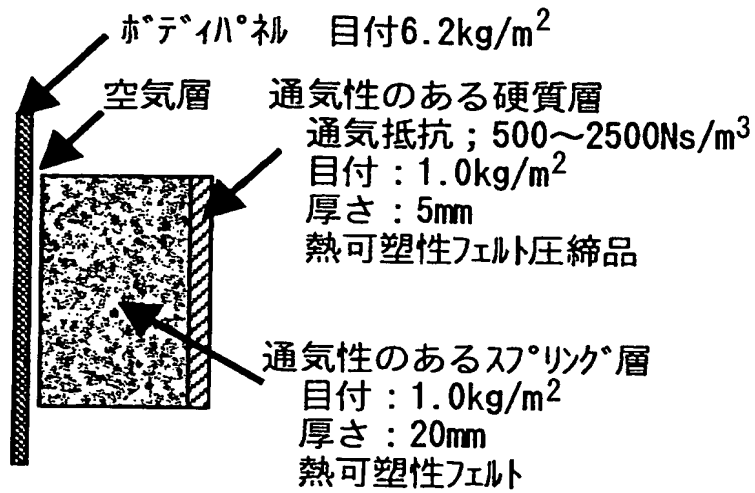 ﾎﾞﾃﾞｨﾊﾟﾈﾙ 目付6.2kg/m²
空気層
通気性のある硬質層
通気抵抗；500～2500Ns/m³
目付：1.0kg/m²
厚さ：5mm
熱可塑性ﾌｪﾙﾄ圧締品
通気性のあるｽﾌﾟﾘﾝｸﾞ層
目付：1.0kg/m²
厚さ：20mm
熱可塑性ﾌｪﾙﾄ